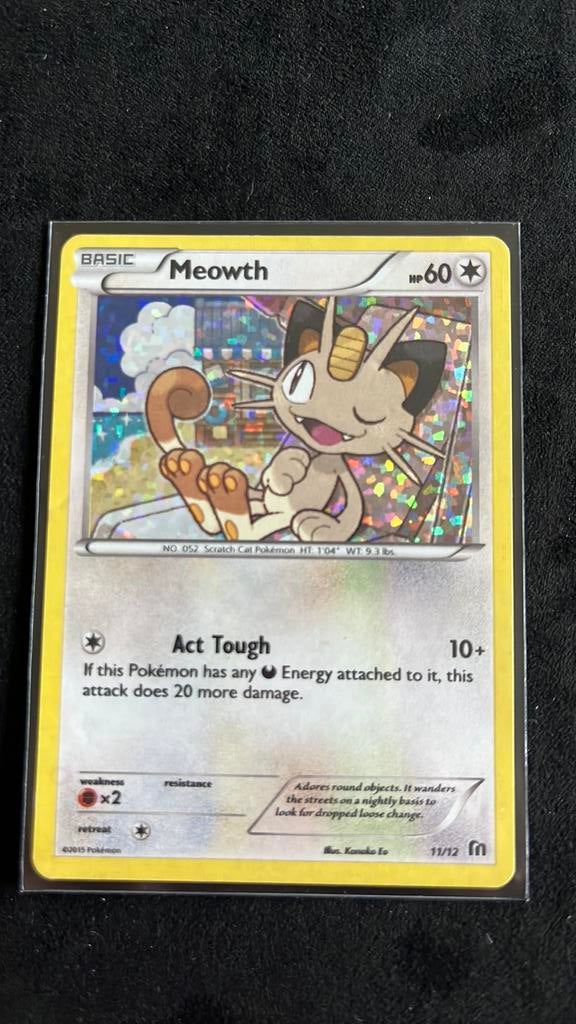 BASIC Meowth HP60
NO. 052 Scratch Cat Pokémon HT: 1'04" WT: 9.3 lbs.
Act Tough 10+
If this Pokémon has any Energy attached to it, this
attack does 20 more damage.
weakness resistance
×2
Adores round objects. It wanders
the streets on a nightly basis to
look for dropped loose change.
retreat
©2015 Pokémon Illus. Kanako Eo 11/12 m